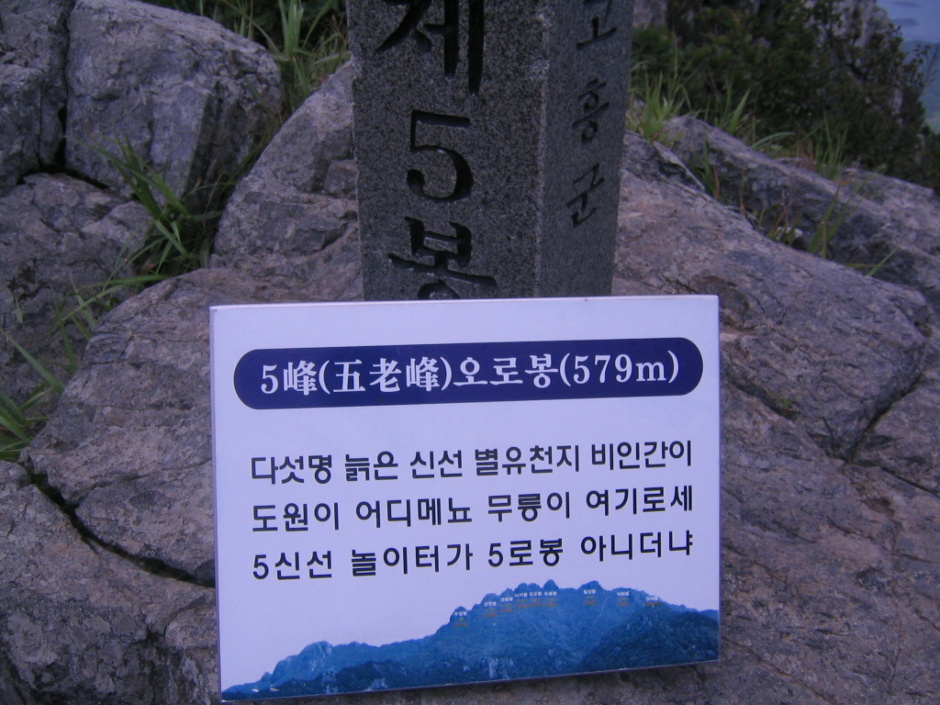 제5봉
고흥군
5峰(五老峰)오로봉(579m)
다섯명 늙은 신선 별유천지 비인간이
도원이 어디메뇨 무릉이 여기로세
5신선 놀이터가 5로봉 아니더냐